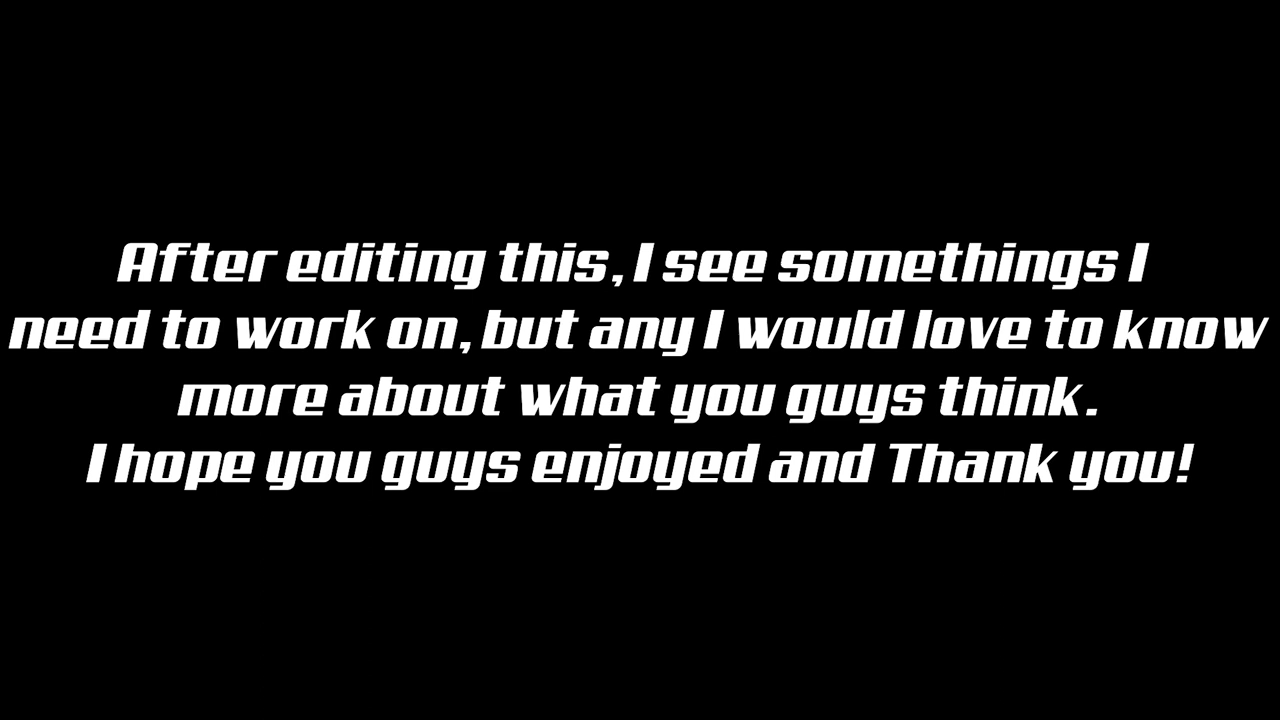 After editing this, I see somethings I
need to work on, but any I would love to know
more about what you guys think.
I hope you guys enjoyed and Thank you!